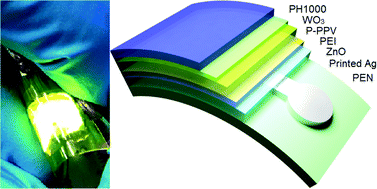 PH1000
WO₃
P-PPV
PEI
ZnO
Printed Ag
PEN